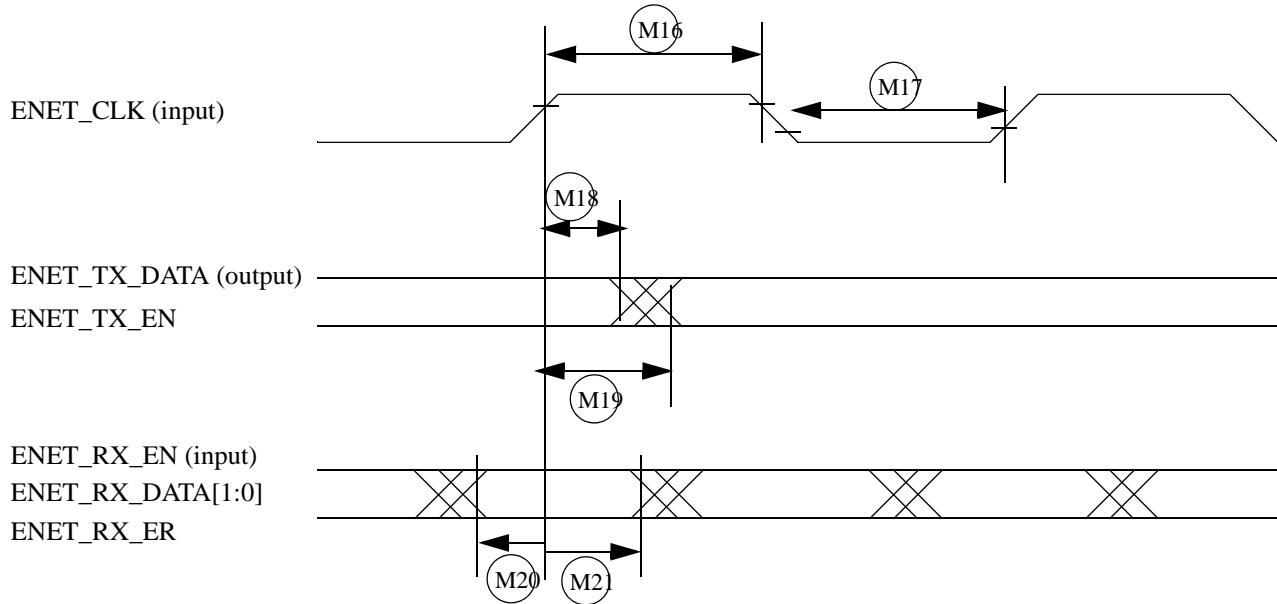 M16
ENET_CLK (input)
M17
M18
ENET_TX_DATA (output)
ENET_TX_EN
M19
ENET_RX_EN (input)
ENET_RX_DATA[1:0]
ENET_RX_ER
M20
M21